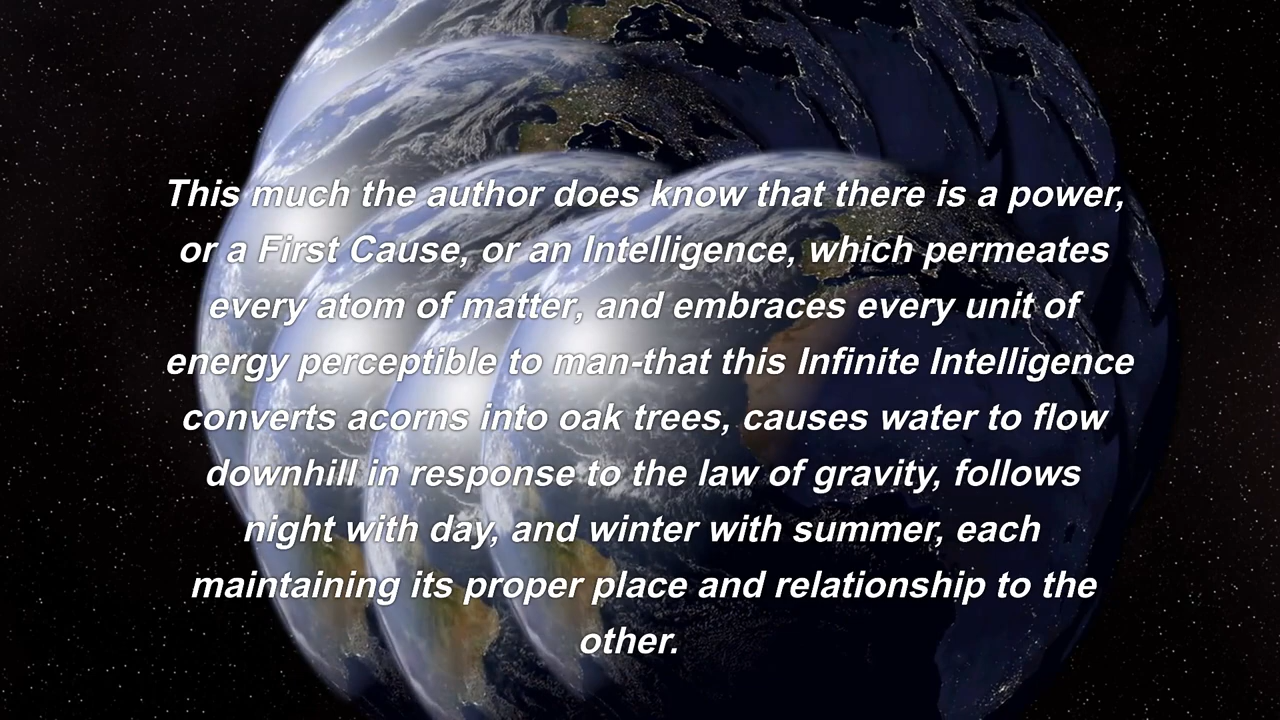 This much the author does know that there is a power,
or a First Cause, or an Intelligence, which permeates
every atom of matter, and embraces every unit of
energy perceptible to man-that this Infinite Intelligence
converts acorns into oak trees, causes water to flow
downhill in response to the law of gravity, follows
night with day, and winter with summer, each
maintaining its proper place and relationship to the
other.